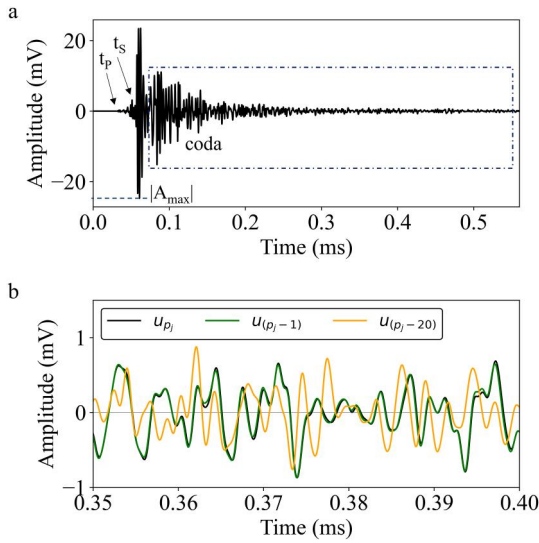 a
20
0
−20
Amplitude (mV)
t_P
t_S
coda
|A_max|
0.0 0.1 0.2 0.3 0.4 0.5
Time (ms)
b
u_{p_j} u_{(p_j−1)} u_{(p_j−20)}
1
0
−1
Amplitude (mV)
0.35 0.36 0.37 0.38 0.39 0.40
Time (ms)